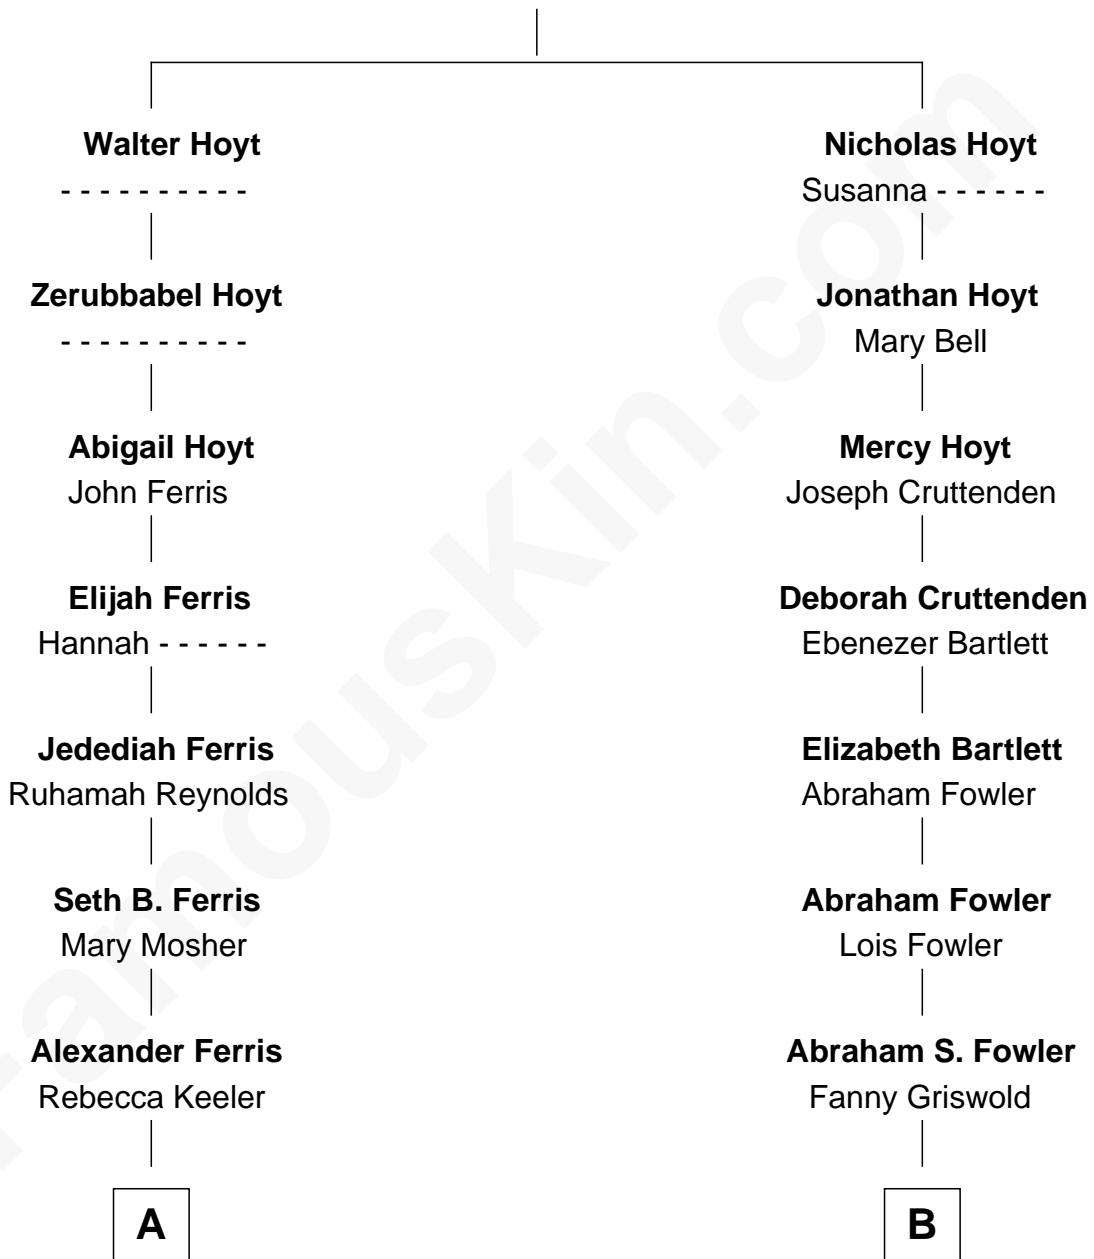 Walter Hoyt
- - - - - - - - - -
Zerubbabel Hoyt
- - - - - - - - - -
Abigail Hoyt
John Ferris
Elijah Ferris
Hannah - - - - - -
Jedediah Ferris
Ruhamah Reynolds
Seth B. Ferris
Mary Mosher
Alexander Ferris
Rebecca Keeler
A
Nicholas Hoyt
Susanna - - - - - -
Jonathan Hoyt
Mary Bell
Mercy Hoyt
Joseph Cruttenden
Deborah Cruttenden
Ebenezer Bartlett
Elizabeth Bartlett
Abraham Fowler
Abraham Fowler
Lois Fowler
Abraham S. Fowler
Fanny Griswold
B
FamousKin.com